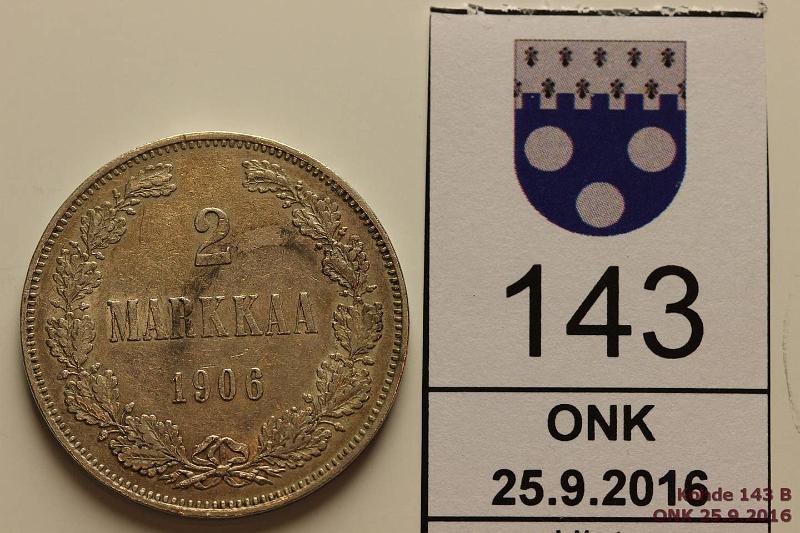 2
MARKKAA
1906
143
ONK
25.9.2016
Kohde 143 B
ONK 25.9.2016